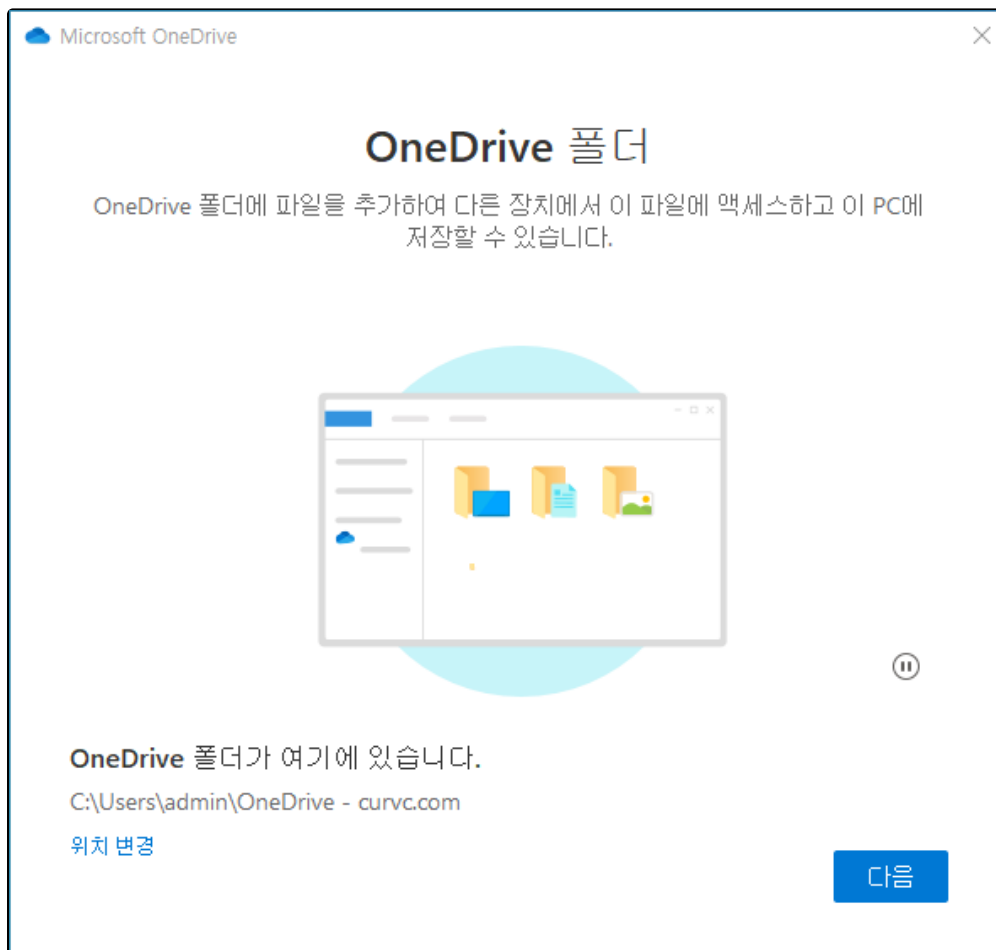 Microsoft OneDrive
OneDrive 폴더
OneDrive 폴더에 파일을 추가하여 다른 장치에서 이 파일에 액세스하고 이 PC에
저장할 수 있습니다.
OneDrive 폴더가 여기에 있습니다.
C:\Users\admin\OneDrive - curvc.com
위치 변경
다음